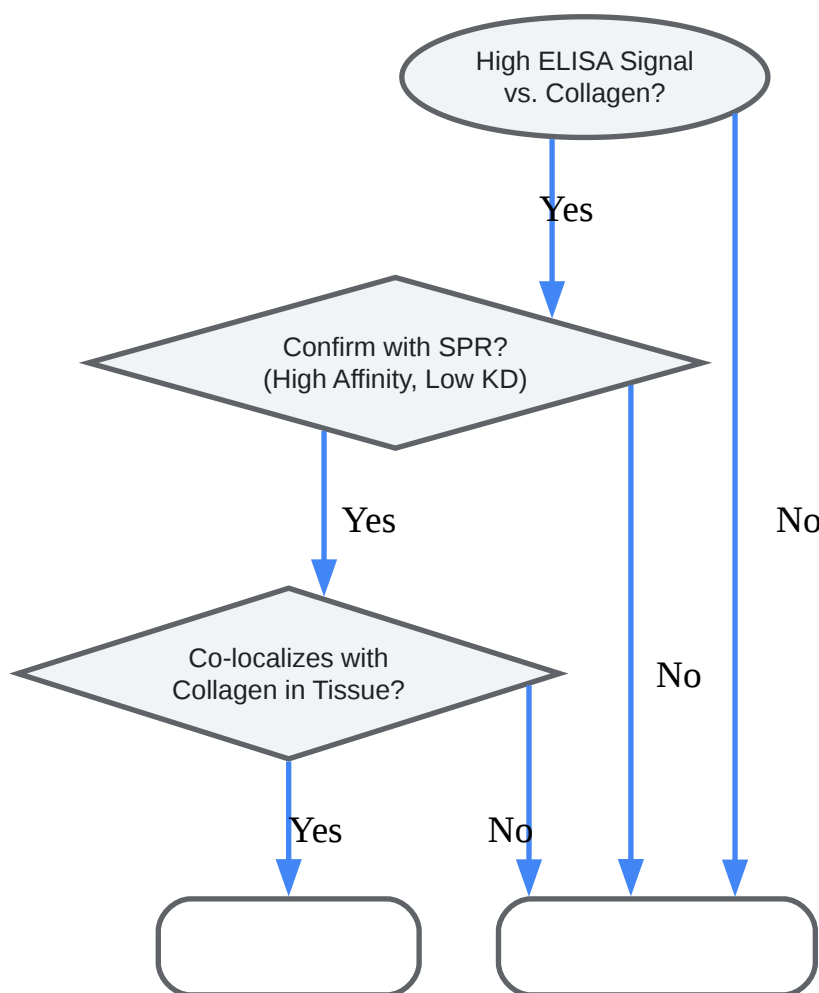 High ELISA Signal
vs. Collagen?
Yes
Confirm with SPR?
(High Affinity, Low KD)
Yes
No
Co-localizes with
Collagen in Tissue?
No
Yes
No